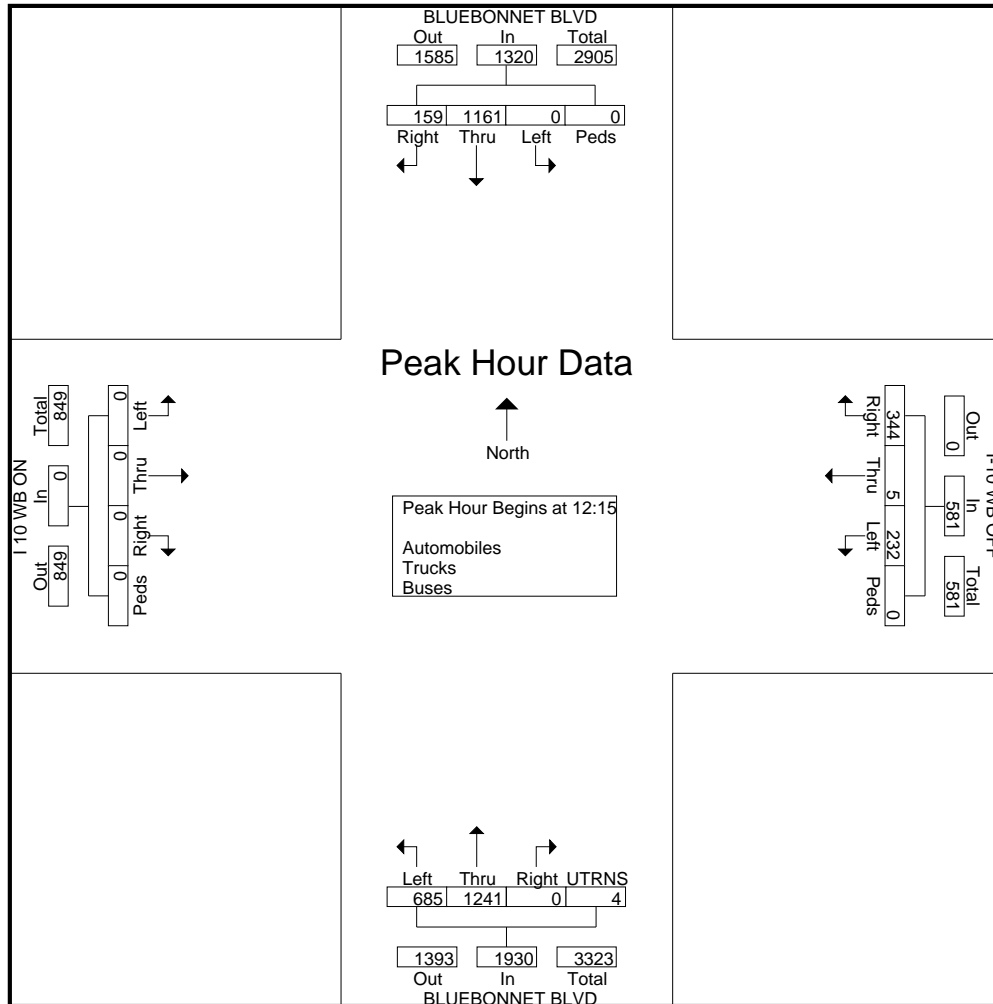 BLUEBONNET BLVD
Out In Total
1585 1320 2905
159 1161 0 0
Right Thru Left Peds
Peak Hour Data
North
Peak Hour Begins at 12:15
Automobiles
Trucks
Buses
I 10 WB ON
Out In Total
849 0 849
0 0 0 0
Peds Right Thru Left
I-10 WB OFF
Out In Total
0 581 581
344 5 232 0
Right Thru Left Peds
Left Thru Right UTRNS
685 1241 0 4
1393 1930 3323
Out In Total
BLUEBONNET BLVD